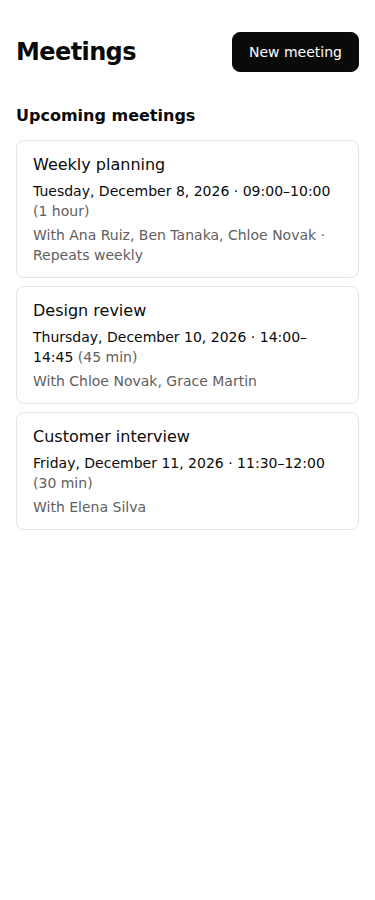 Meetings
New meeting
Upcoming meetings
Weekly planning
Tuesday, December 8, 2026 · 09:00–10:00
(1 hour)
With Ana Ruiz, Ben Tanaka, Chloe Novak ·
Repeats weekly
Design review
Thursday, December 10, 2026 · 14:00–
14:45 (45 min)
With Chloe Novak, Grace Martin
Customer interview
Friday, December 11, 2026 · 11:30–12:00
(30 min)
With Elena Silva